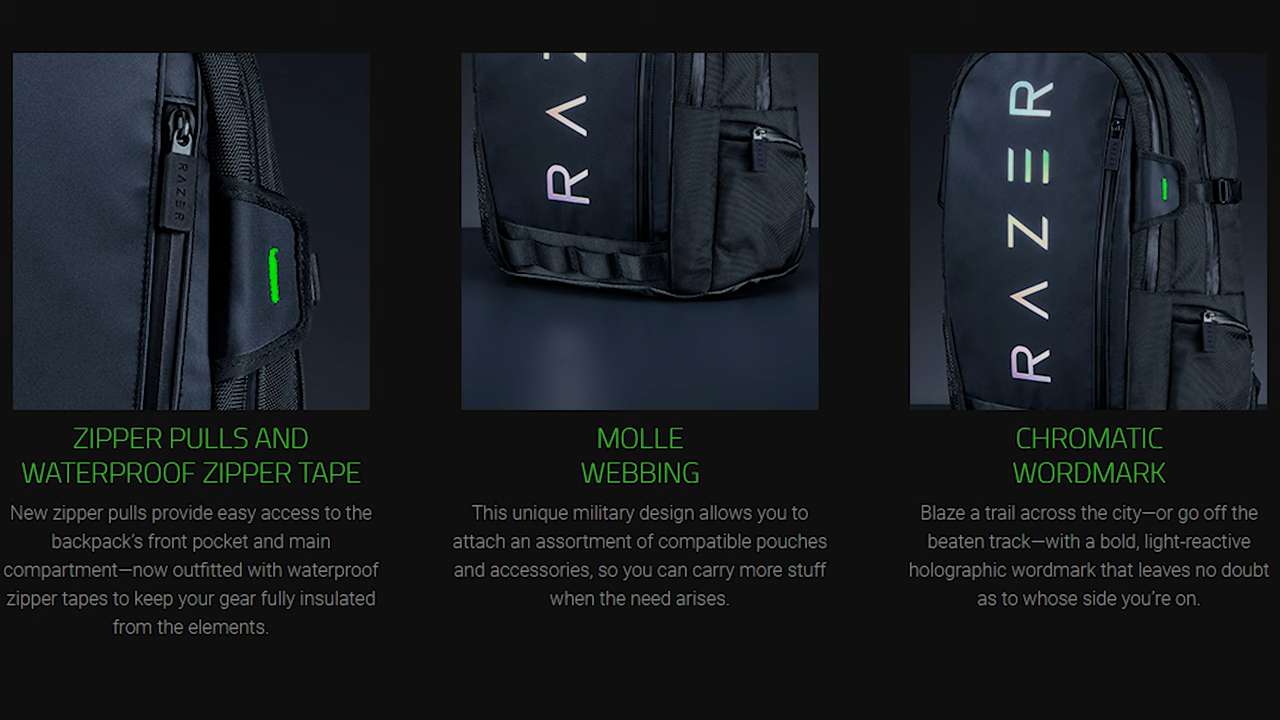 RAZER
ZIPPER PULLS AND
WATERPROOF ZIPPER TAPE
New zipper pulls provide easy access to the
backpack’s front pocket and main
compartment—now outfitted with waterproof
zipper tapes to keep your gear fully insulated
from the elements.
RAZ
MOLLE
WEBBING
This unique military design allows you to
attach an assortment of compatible pouches
and accessories, so you can carry more stuff
when the need arises.
RAZER
CHROMATIC
WORDMARK
Blaze a trail across the city—or go off the
beaten track—with a bold, light-reactive
holographic wordmark that leaves no doubt
as to whose side you’re on.